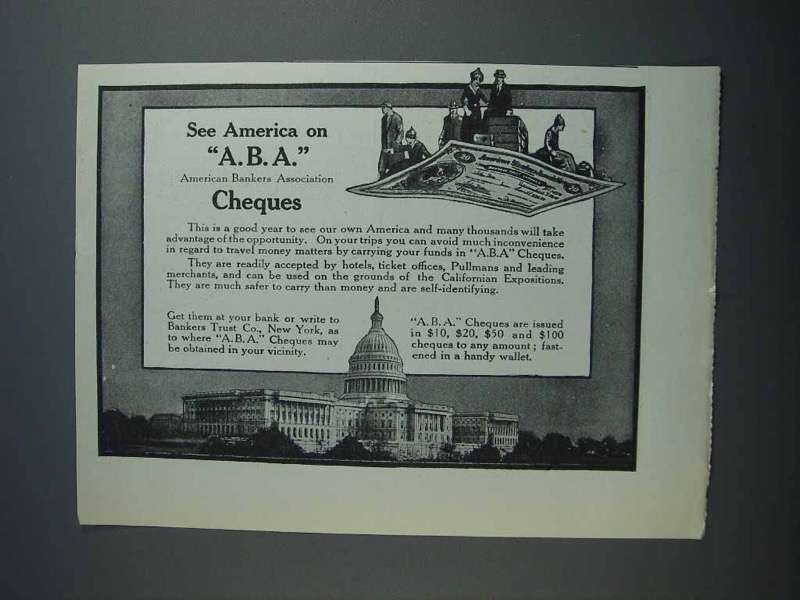 See America on
"A.B.A."
American Bankers Association
Cheques
20
American Bankers Association
20
This is a good year to see our own America and many thousands will take
advantage of the opportunity. On your trips you can avoid much inconvenience
in regard to travel money matters by carrying your funds in "A.B.A" Cheques.
They are readily accepted by hotels, ticket offices, Pullmans and leading
merchants, and can be used on the grounds of the Californian Expositions.
They are much safer to carry than money and are self-identifying.
Get them at your bank or write to
Bankers Trust Co., New York, as
to where "A.B.A." Cheques may
be obtained in your vicinity.
"A.B.A." Cheques are issued
in $10, $20, $50 and $100
cheques to any amount; fast-
ened in a handy wallet.